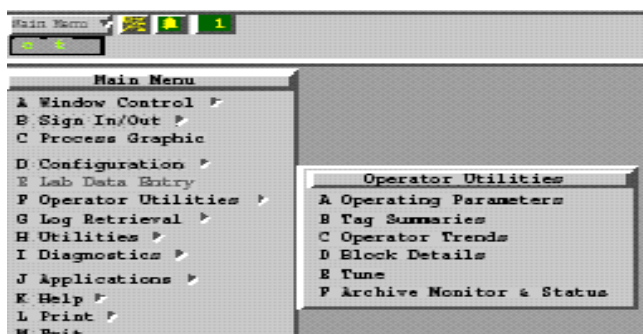 Main Menu
1
c t
Main Menu
A Window Control
B Sign In/Out
C Process Graphic
D Configuration
E Lab Data Entry
F Operator Utilities
G Log Retrieval
H Utilities
I Diagnostics
J Applications
K Help
L Print
M Exit
Operator Utilities
A Operating Parameters
B Tag Summaries
C Operator Trends
D Block Details
E Tune
F Archive Monitor & Status